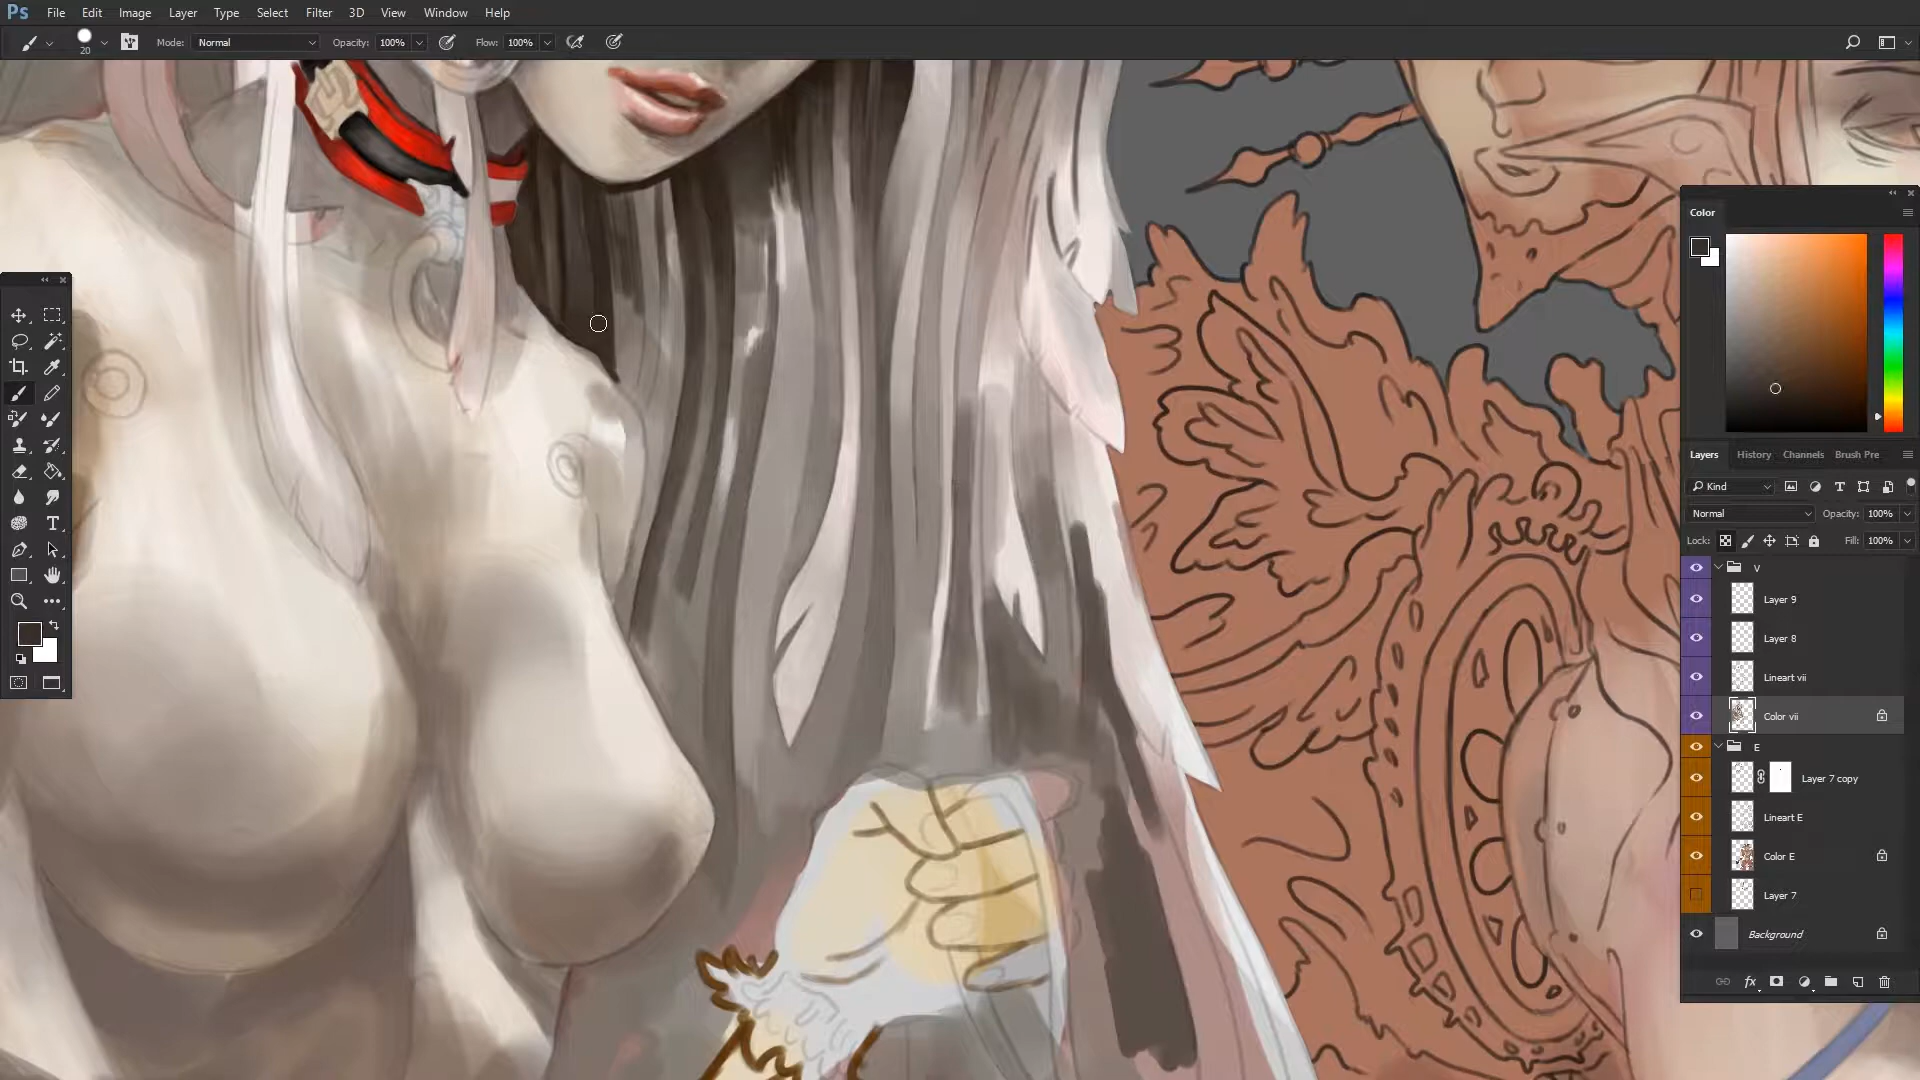 Ps File Edit Image Layer Type Select Filter 3D View Window Help
20 Mode: Normal Opacity: 100% Flow: 100%
Color
Layers History Channels Brush Pre
Kind
Normal Opacity: 100%
Lock: Fill: 100%
V
Layer 9
Layer 8
Lineart vii
Color vii
E
Layer 7 copy
Lineart E
Color E
Layer 7
Background
fx